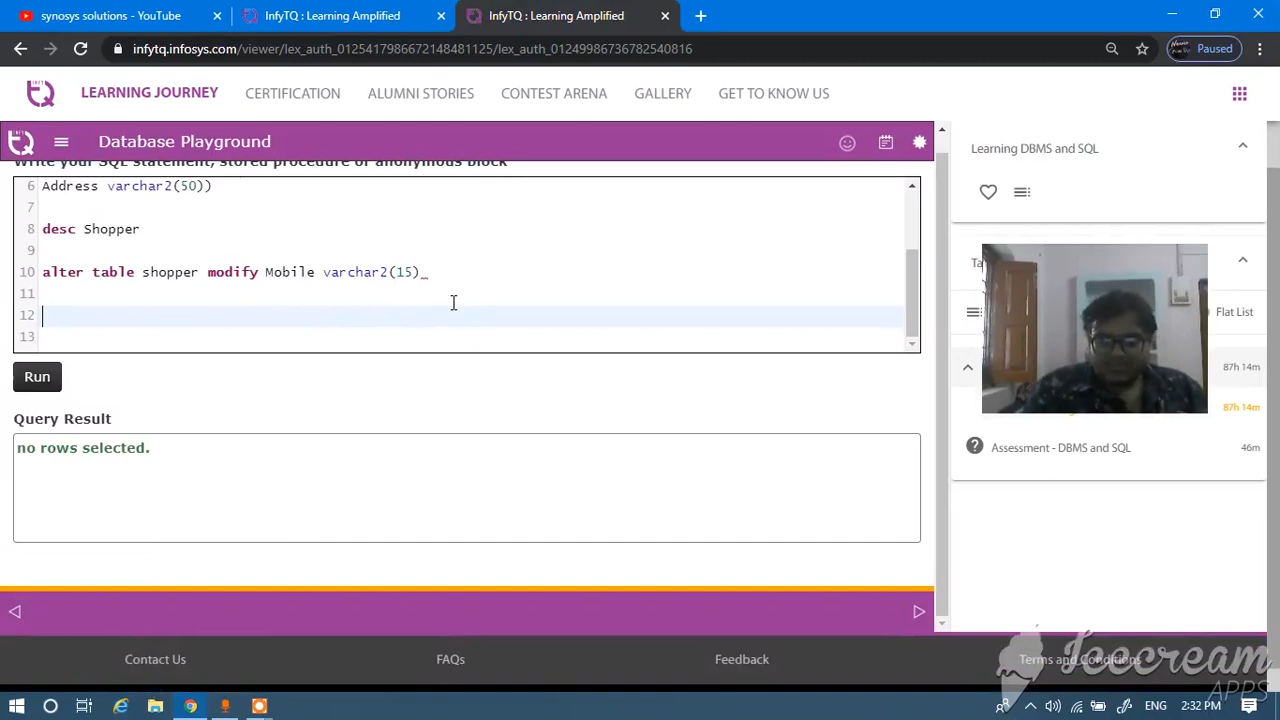 synosys solutions - YouTube
InfyTQ : Learning Amplified
InfyTQ : Learning Amplified
infytq.infosys.com/viewer/lex_auth_0125417986672148481125/lex_auth_01249986736782540816
Paused
LEARNING JOURNEY
CERTIFICATION
ALUMNI STORIES
CONTEST ARENA
GALLERY
GET TO KNOW US
Database Playground
Write your SQL statement, stored procedure or anonymous block
6 Address varchar2(50))
7
8 desc Shopper
9
10 alter table shopper modify Mobile varchar2(15)_
11
12
13
Run
Query Result
no rows selected.
Learning DBMS and SQL
Flat List
87h 14m
87h 14m
Assessment - DBMS and SQL
46m
Contact Us
FAQs
Feedback
Terms and Conditions
Icecream
APPS
ENG
2:32 PM